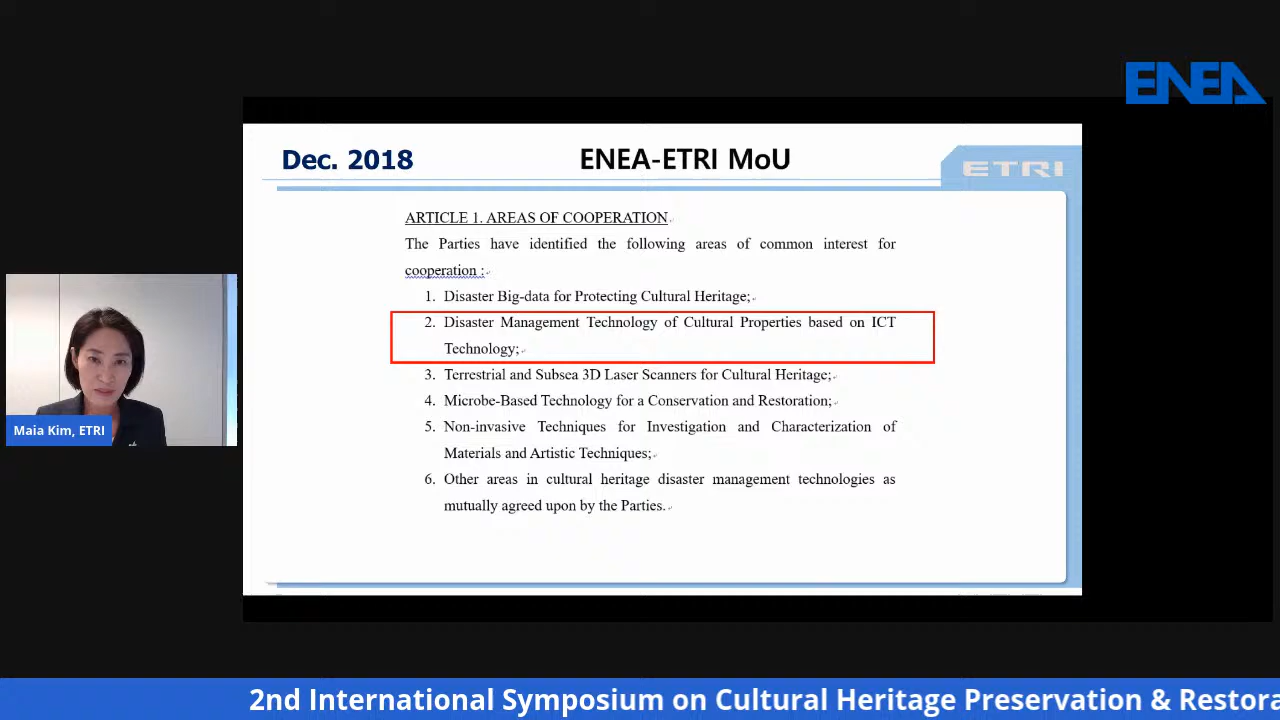 ENEA
Dec. 2018
ENEA-ETRI MoU
ETRI
ARTICLE 1. AREAS OF COOPERATION
The Parties have identified the following areas of common interest for
cooperation :
1. Disaster Big-data for Protecting Cultural Heritage;
2. Disaster Management Technology of Cultural Properties based on ICT
Technology;
3. Terrestrial and Subsea 3D Laser Scanners for Cultural Heritage;
4. Microbe-Based Technology for a Conservation and Restoration;
5. Non-invasive Techniques for Investigation and Characterization of
Materials and Artistic Techniques;
6. Other areas in cultural heritage disaster management technologies as
mutually agreed upon by the Parties.
Maia Kim, ETRI
2nd International Symposium on Cultural Heritage Preservation & Restora